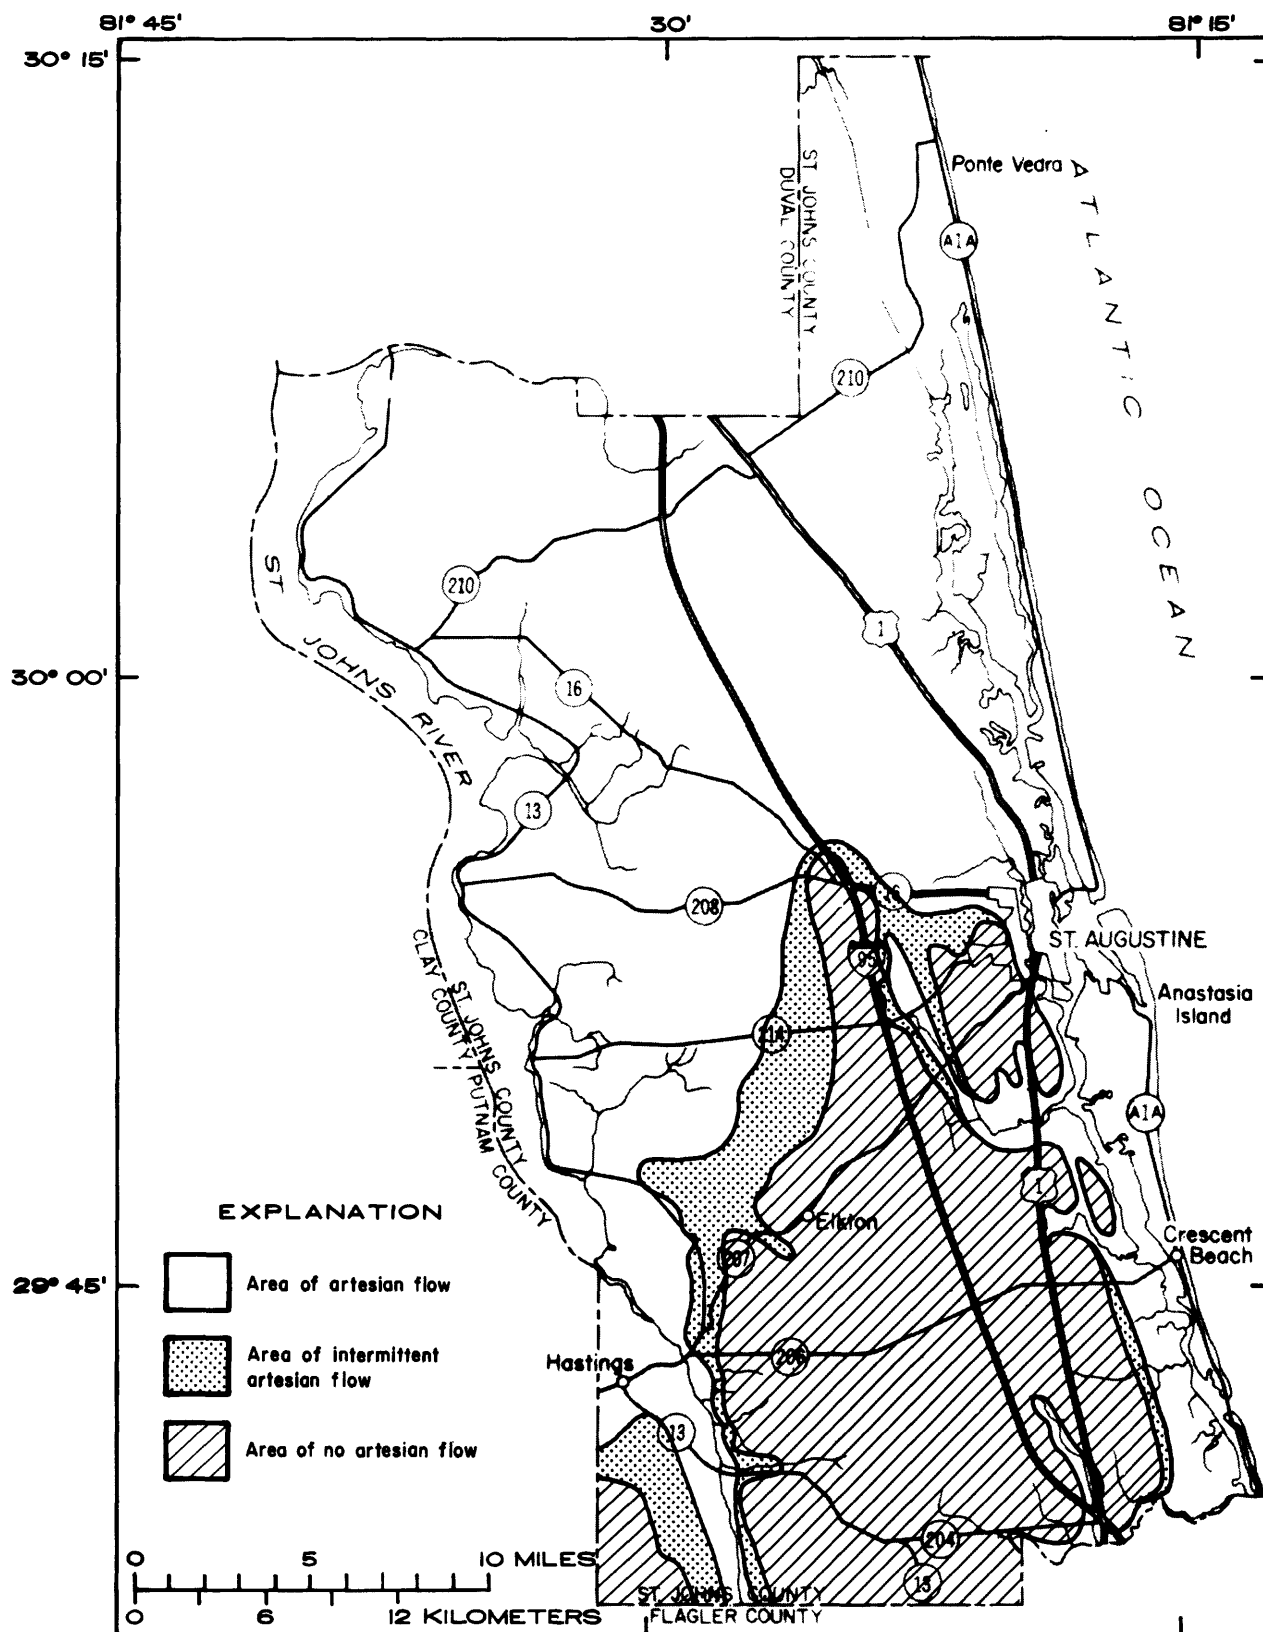 81° 45' 30' 81° 15'
30° 15'
Ponte Vedra
ST JOHNS COUNTY
DUVAL COUNTY
A1A
ATLANTIC OCEAN
210
210
1
ST JOHNS RIVER
30° 00'
16
13
208
16
95
ST. AUGUSTINE
Anastasia
Island
CLAY COUNTY
ST. JOHNS COUNTY
PUTNAM COUNTY
214
A1A
1
Elkton
207
Crescent
Beach
EXPLANATION
Area of artesian flow
29° 45'
Area of intermittent
artesian flow
Hastings
206
13
Area of no artesian flow
204
13
0 5 10 MILES
0 6 12 KILOMETERS
ST. JOHNS COUNTY
FLAGLER COUNTY